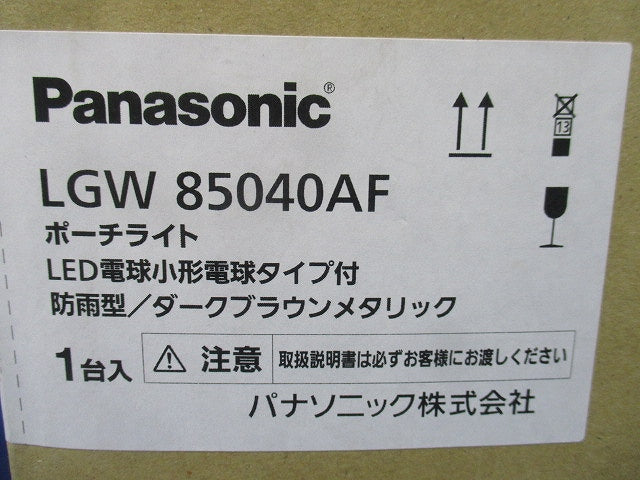 Panasonic®
LGW 85040AF
ポーチライト
LED電球小形電球タイプ付
防雨型／ダークブラウンメタリック
1台入
注意 取扱説明書は必ずお客様にお渡しください
パナソニック株式会社
13